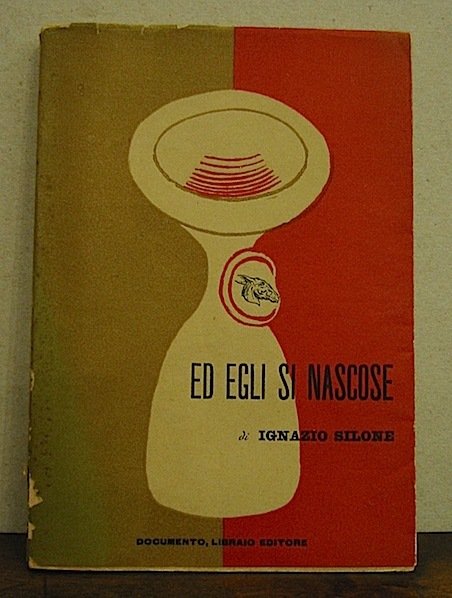 ED EGLI SI NASCOSE
di IGNAZIO SILONE
DOCUMENTO, LIBRAIO EDITORE